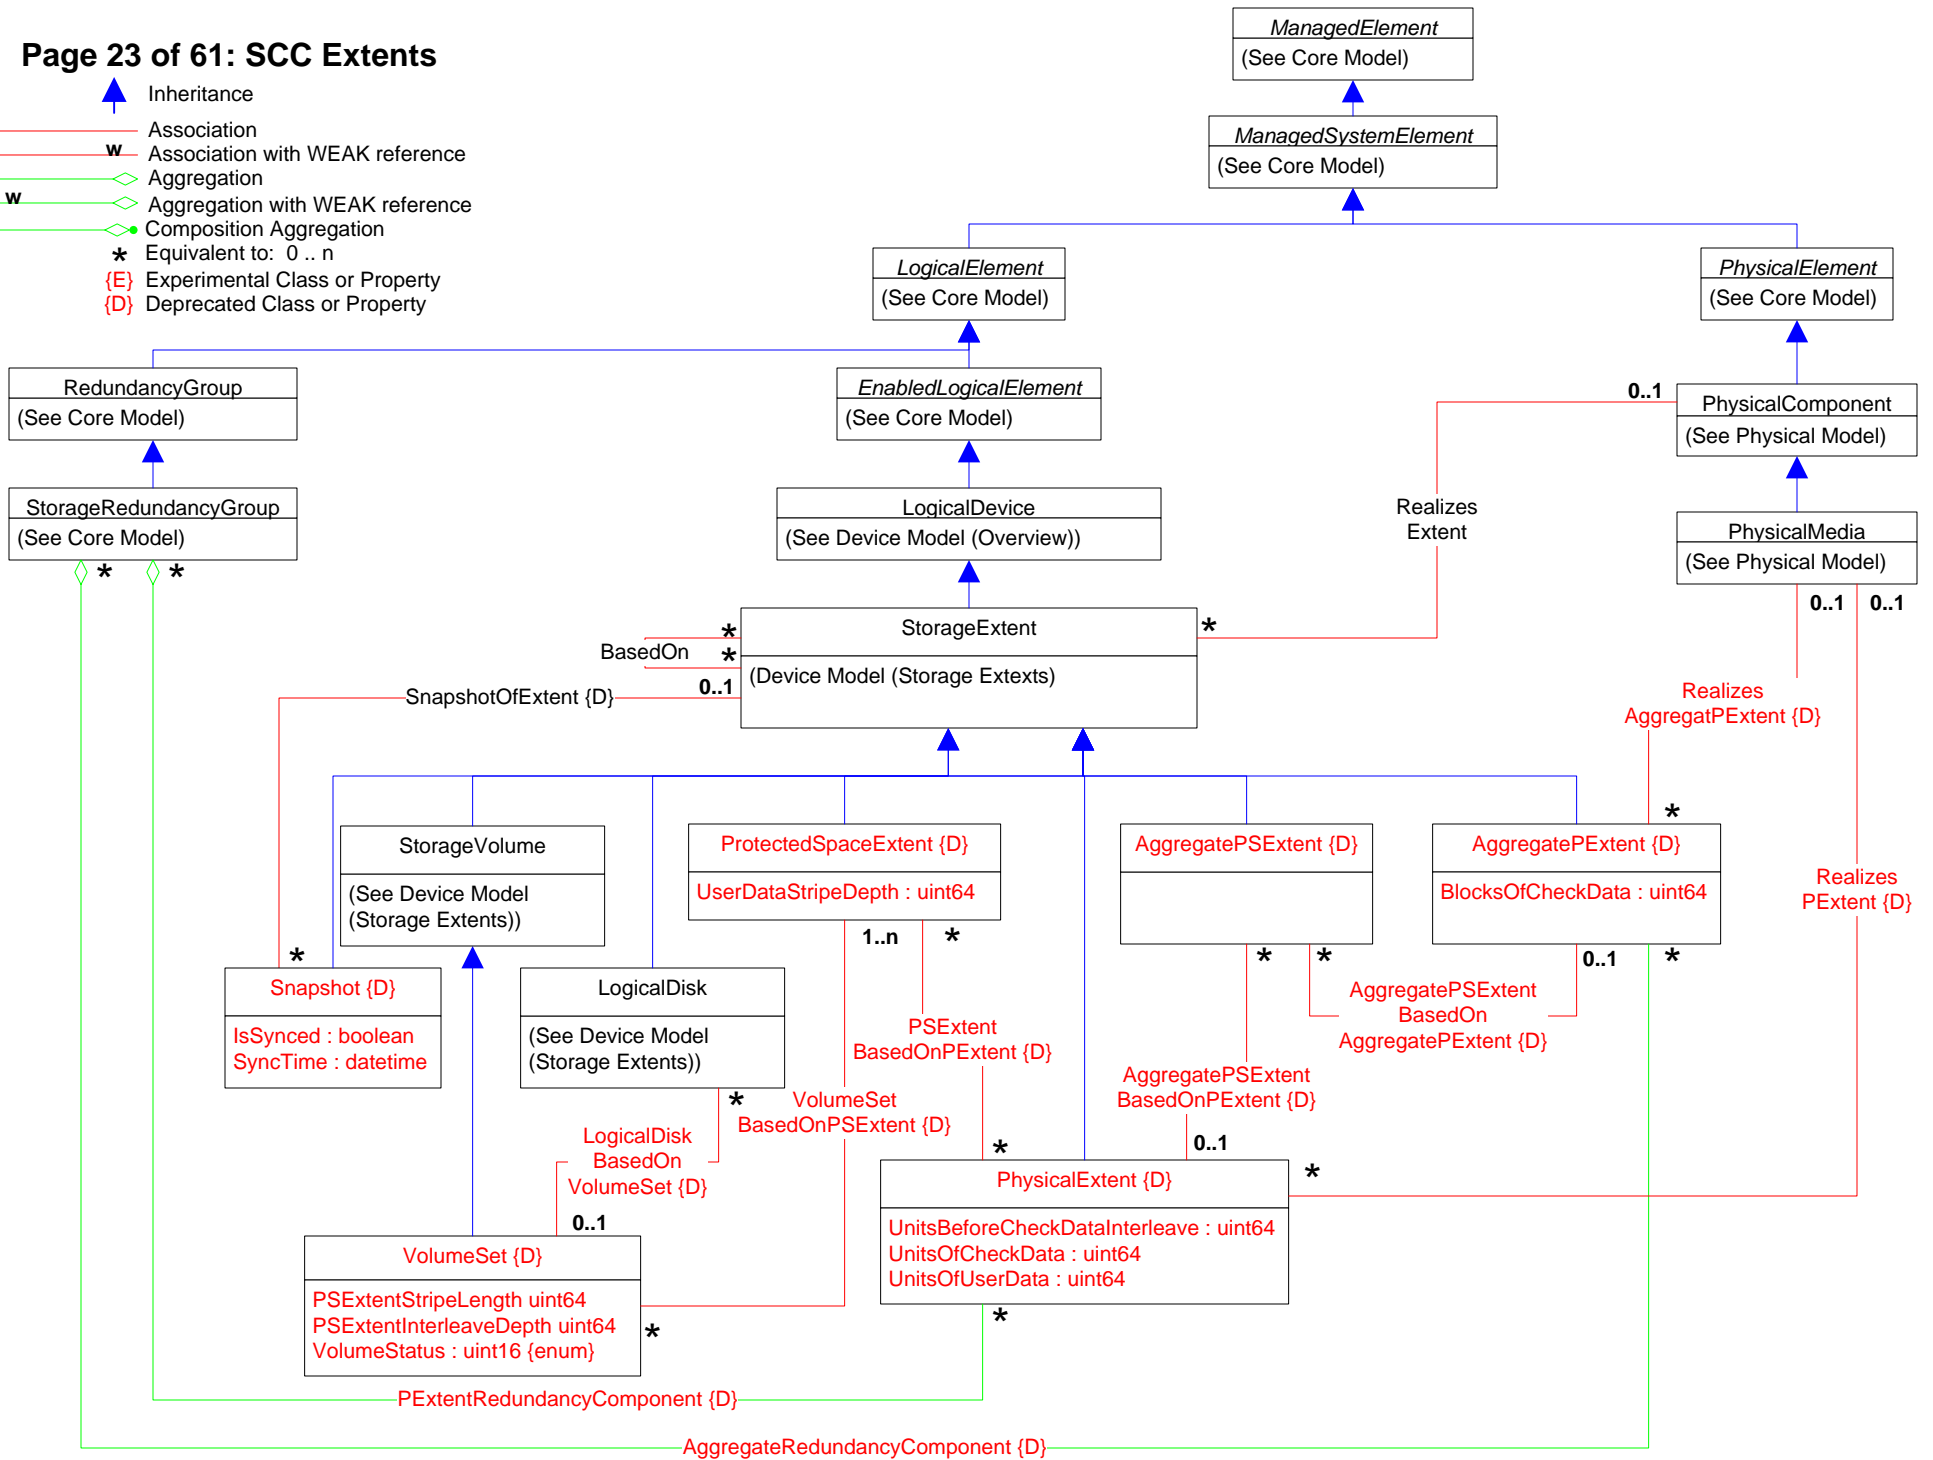 Page 23 of 61: SCC Extents
Inheritance
Association
w
Association with WEAK reference
Aggregation
w
Aggregation with WEAK reference
Composition Aggregation
* Equivalent to: 0 .. n
{E} Experimental Class or Property
{D} Deprecated Class or Property
ManagedElement
(See Core Model)
ManagedSystemElement
(See Core Model)
LogicalElement
(See Core Model)
PhysicalElement
(See Core Model)
RedundancyGroup
(See Core Model)
EnabledLogicalElement
(See Core Model)
0..1
PhysicalComponent
(See Physical Model)
StorageRedundancyGroup
(See Core Model)
* *
LogicalDevice
(See Device Model (Overview))
Realizes
Extent
PhysicalMedia
(See Physical Model)
0..1 0..1
StorageExtent
(Device Model (Storage Extexts)
*
BasedOn
*
*
SnapshotOfExtent {D}
0..1
Realizes
AggregatPExtent {D}
*
StorageVolume
(See Device Model
(Storage Extents))
ProtectedSpaceExtent {D}
UserDataStripeDepth : uint64
1..n *
AggregatePSExtent {D}
* *
AggregatePExtent {D}
BlocksOfCheckData : uint64
0..1 *
Realizes
PExtent {D}
*
Snapshot {D}
IsSynced : boolean
SyncTime : datetime
LogicalDisk
(See Device Model
(Storage Extents))
*
PSExtent
BasedOnPExtent {D}
*
AggregatePSExtent
BasedOn
AggregatePExtent {D}
AggregatePSExtent
BasedOnPExtent {D}
0..1
VolumeSet
BasedOnPSExtent {D}
LogicalDisk
BasedOn
VolumeSet {D}
0..1
*
PhysicalExtent {D}
UnitsBeforeCheckDataInterleave : uint64
UnitsOfCheckData : uint64
UnitsOfUserData : uint64
*
VolumeSet {D}
PSExtentStripeLength uint64
PSExtentInterleaveDepth uint64
VolumeStatus : uint16 {enum}
*
PExtentRedundancyComponent {D}
AggregateRedundancyComponent {D}